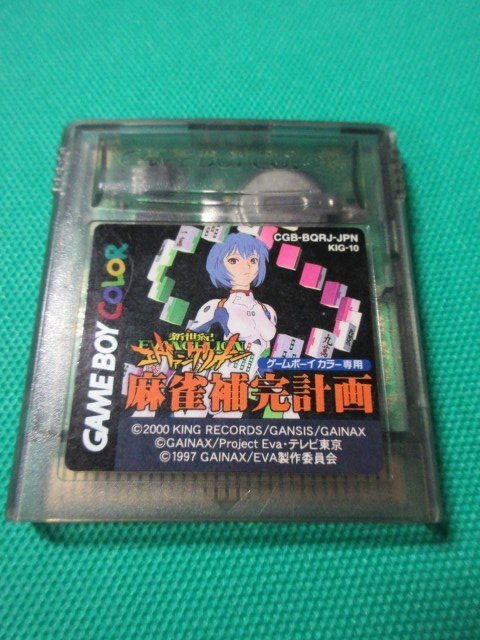 CGB-BQRJ-JPN
KIG-10
GAME BOY COLOR
新世紀
EVANGELION
エヴァンゲリオン
ゲームボーイカラー専用
麻雀補完計画
©2000 KING RECORDS/GANSIS/GAINAX
©GAINAX/Project Eva・テレビ東京
©1997 GAINAX/EVA製作委員会
九萬